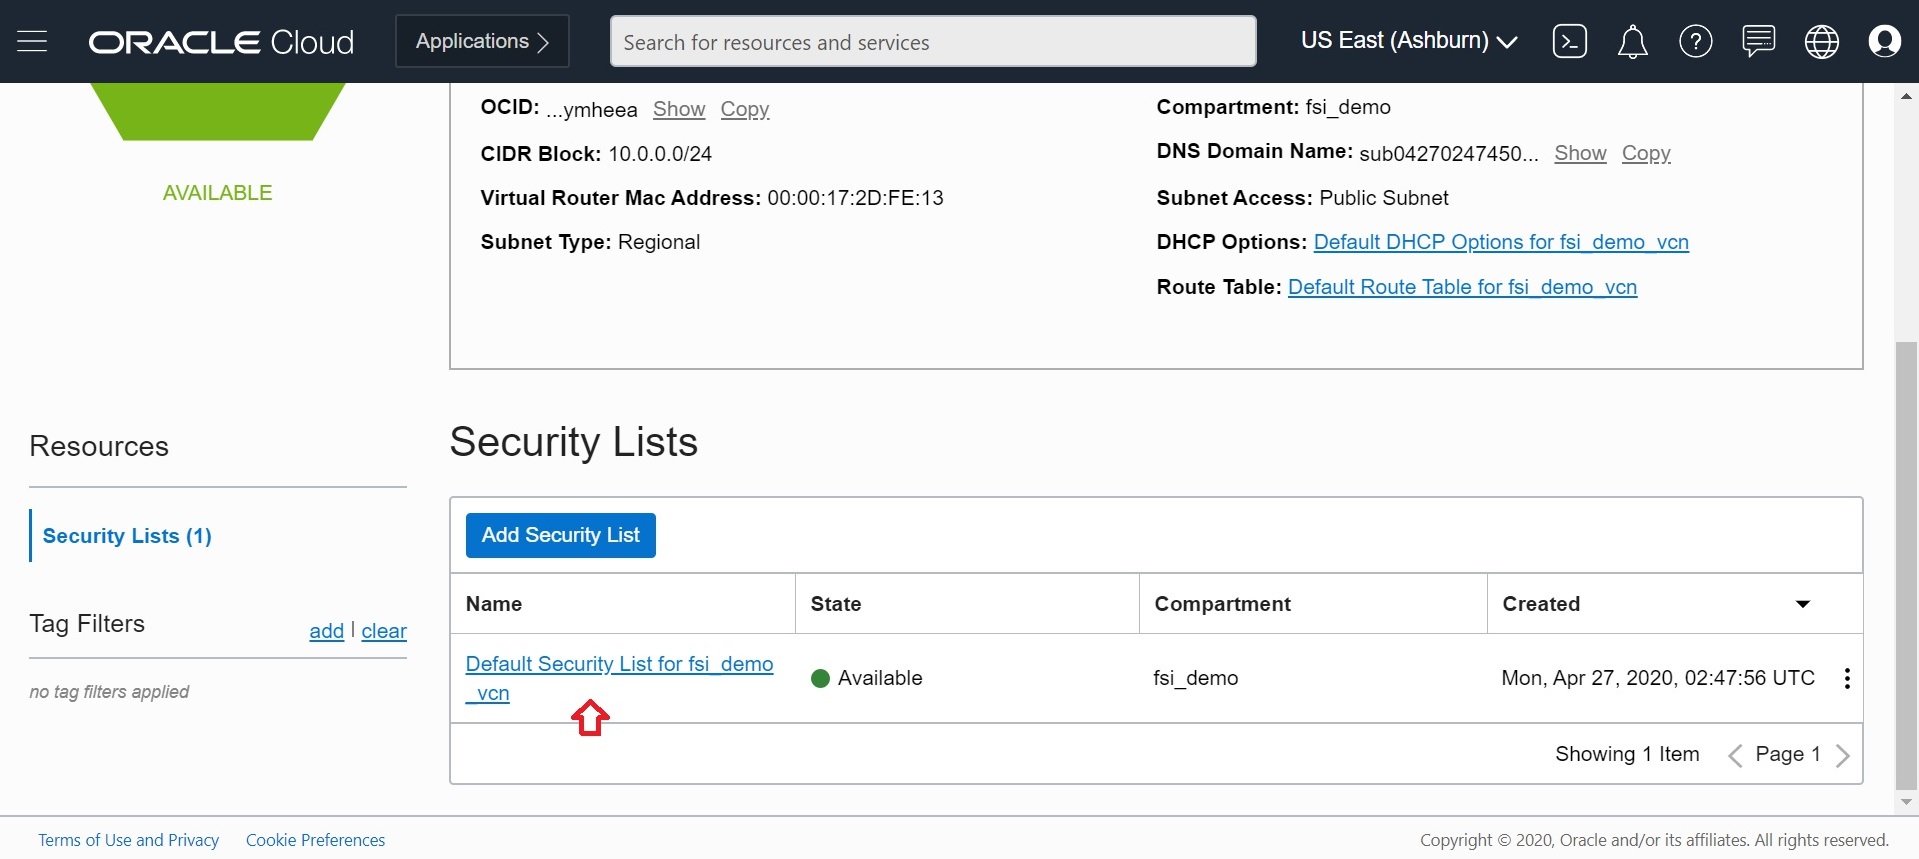 ORACLE Cloud
Applications
Search for resources and services
US East (Ashburn)
OCID: ...ymheea Show Copy
Compartment: fsi_demo
CIDR Block: 10.0.0.0/24
DNS Domain Name: sub04270247450... Show Copy
AVAILABLE
Virtual Router Mac Address: 00:00:17:2D:FE:13
Subnet Access: Public Subnet
Subnet Type: Regional
DHCP Options: Default DHCP Options for fsi_demo_vcn
Route Table: Default Route Table for fsi_demo_vcn
Resources
Security Lists (1)
Tag Filters
add | clear
no tag filters applied
Security Lists
Add Security List
Name State Compartment Created
Default Security List for fsi_demo
_vcn
Available
fsi_demo
Mon, Apr 27, 2020, 02:47:56 UTC
Showing 1 Item Page 1
Terms of Use and Privacy Cookie Preferences
Copyright © 2020, Oracle and/or its affiliates. All rights reserved.